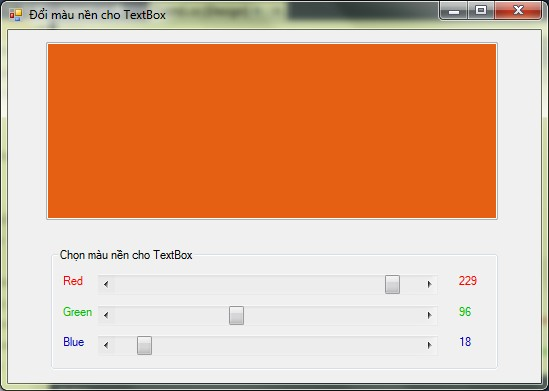 Đổi màu nền cho TextBox
Chọn màu nền cho TextBox
Red 229
Green 96
Blue 18